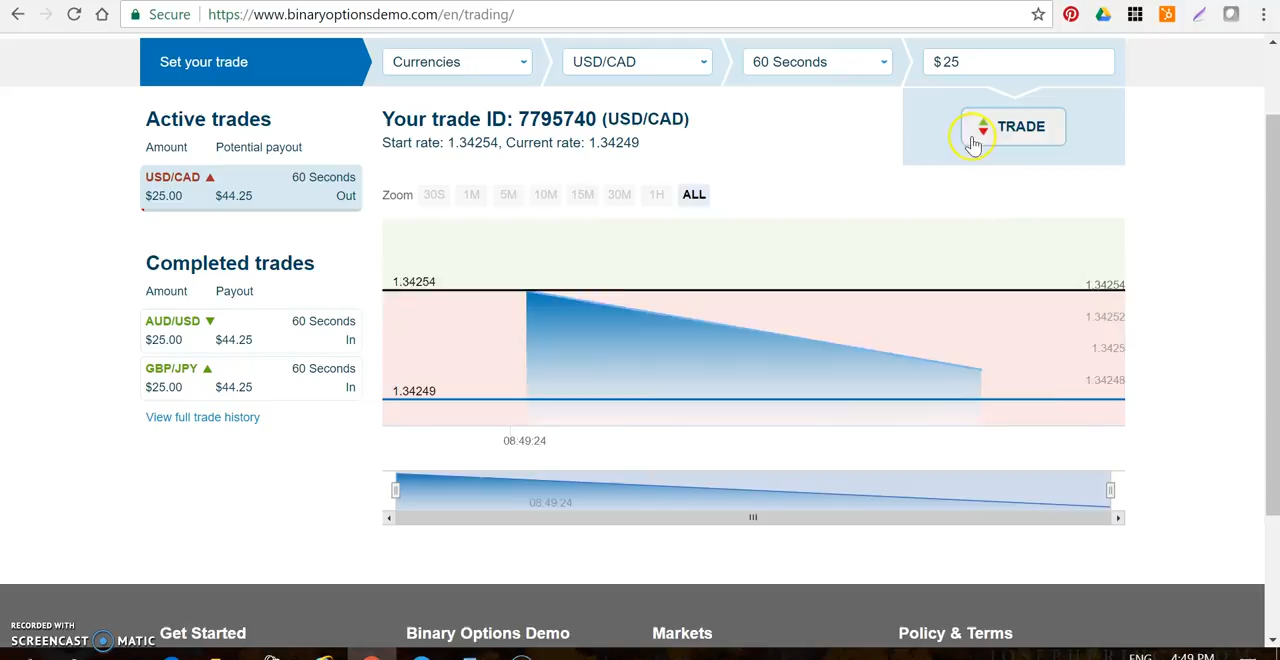 Secure
https://www.binaryoptionsdemo.com/en/trading/
Set your trade
Currencies
USD/CAD
60 Seconds
$ 25
TRADE
Active trades
Amount Potential payout
USD/CAD ▲ 60 Seconds
$25.00 $44.25 Out
Completed trades
Amount Payout
AUD/USD ▼ 60 Seconds
$25.00 $44.25 In
GBP/JPY ▲ 60 Seconds
$25.00 $44.25 In
View full trade history
Your trade ID: 7795740 (USD/CAD)
Start rate: 1.34254, Current rate: 1.34249
Zoom 30S 1M 5M 10M 15M 30M 1H ALL
1.34254
1.34254
1.34252
1.3425
1.34248
1.34249
08:49:24
08:49:24
Get Started
Binary Options Demo
Markets
Policy & Terms
RECORDED WITH
SCREENCAST MATIC
ENG 4:49 PM